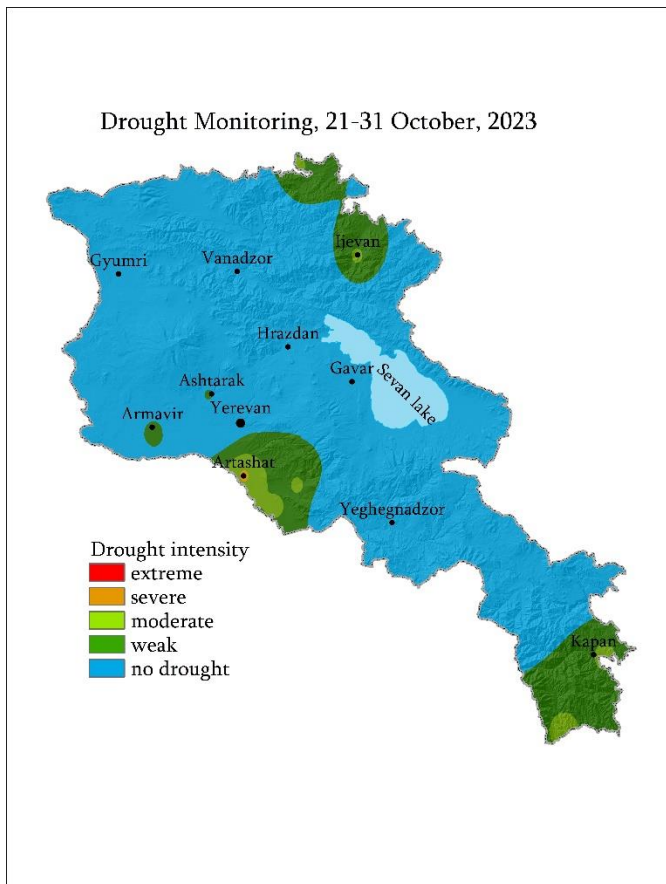 Drought Monitoring, 21-31 October, 2023
Ijevan
Gyumri
Vanadzor
Hrazdan
Gavar
Sevan lake
Ashtarak
Armavir
Yerevan
Artashat
Yeghegnadzor
Drought intensity
extreme
severe
moderate
weak
no drought
Kapan